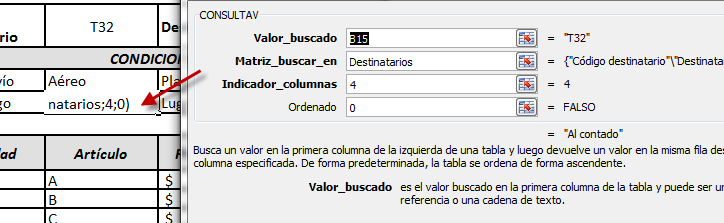 ario
T32
De
CONDICION
vío
Aéreo
Pla
go
natarios;4;0)
Lug
dad
Artículo
A
$
B
$
C
$
CONSULTAV
Valor_buscado B15 = "T32"
Matriz_buscar_en Destinatarios = {"Código destinatario"\"Destinata
Indicador_columnas 4 = 4
Ordenado 0 = FALSO
= "Al contado"
Busca un valor en la primera columna de la izquierda de una tabla y luego devuelve un valor en la misma fila des
columna especificada. De forma predeterminada, la tabla se ordena de forma ascendente.
Valor_buscado es el valor buscado en la primera columna de la tabla y puede ser un
referencia o una cadena de texto.